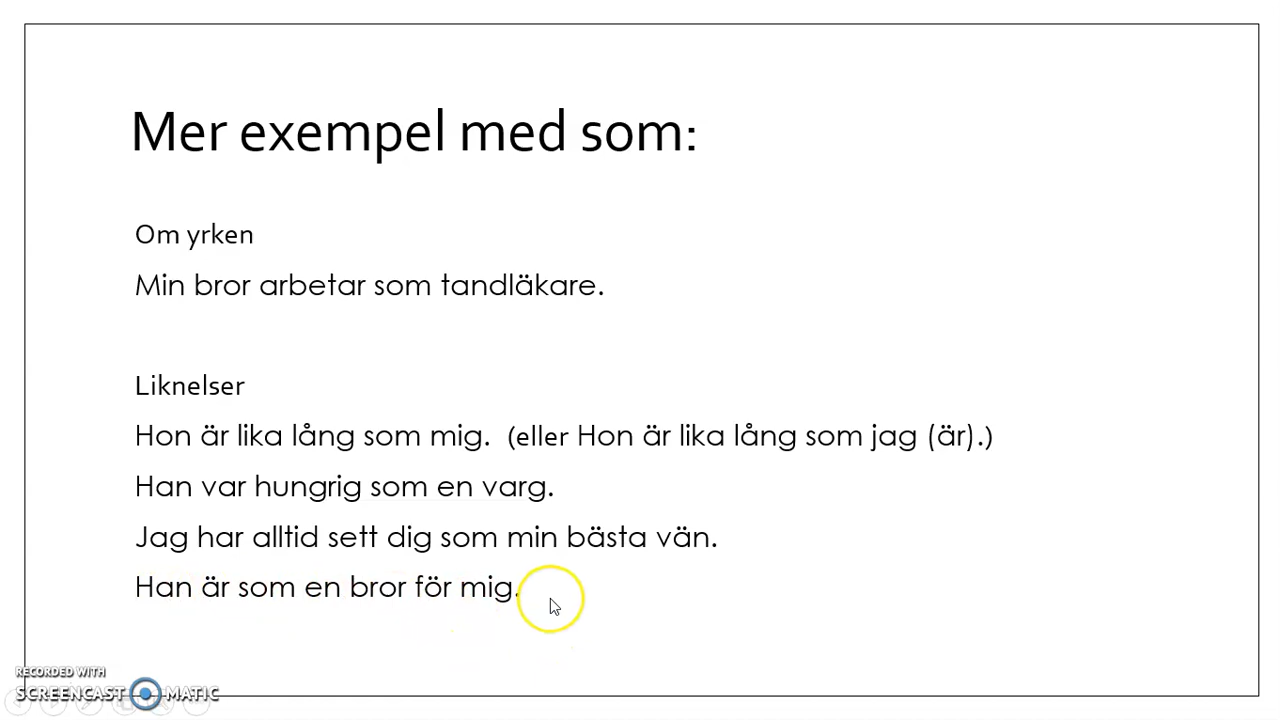 Mer exempel med som:
Om yrken
Min bror arbetar som tandläkare.
Liknelser
Hon är lika lång som mig. (eller Hon är lika lång som jag (är).)
Han var hungrig som en varg.
Jag har alltid sett dig som min bästa vän.
Han är som en bror för mig.
RECORDED WITH
SCREENCAST MATIC